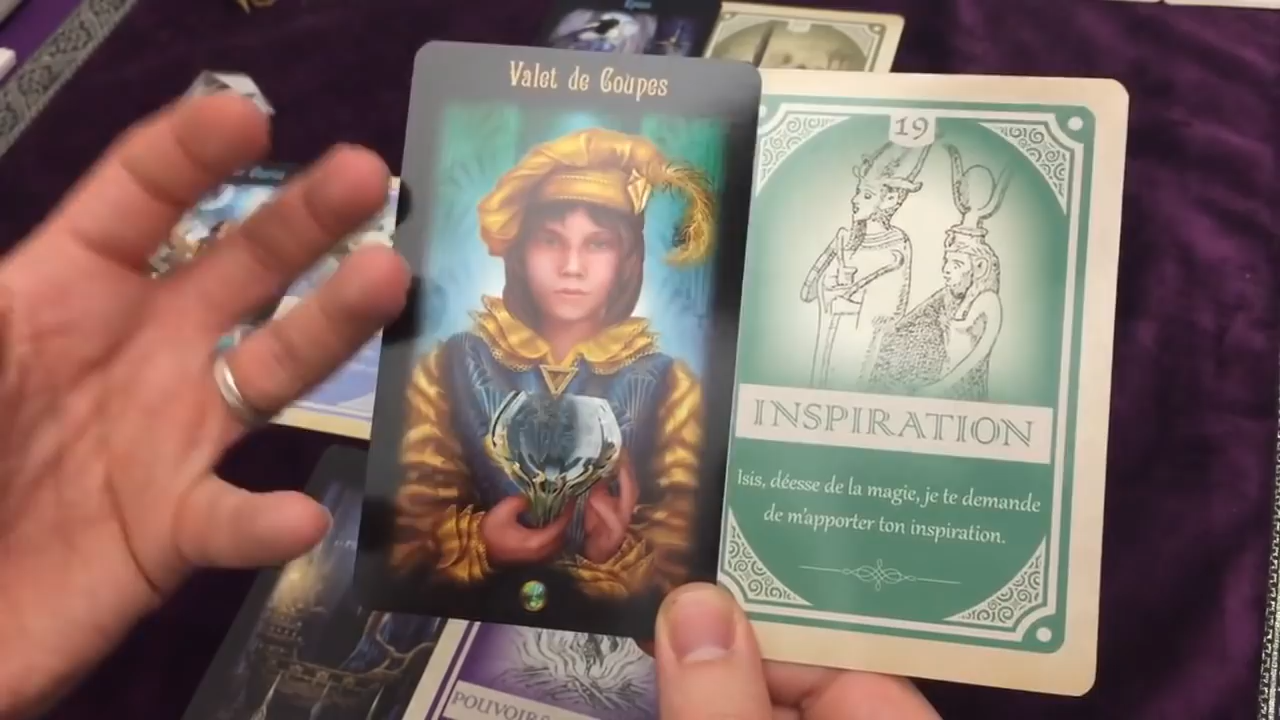 Valet de Coupes
19
INSPIRATION
Isis, déesse de la magie, je te demande
de m'apporter ton inspiration.